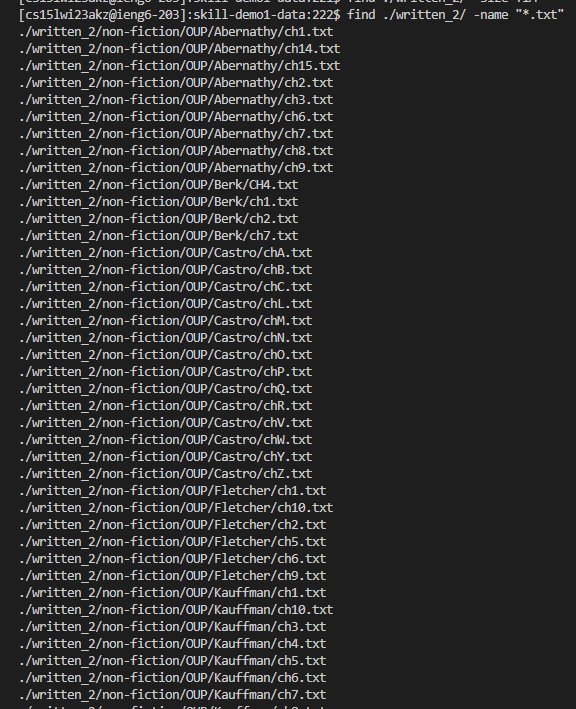 [cs15lwi23akz@ieng6-203]:skill-demo1-data:222$ find ./written_2/ -name "*.txt"
./written_2/non-fiction/OUP/Abernathy/ch1.txt
./written_2/non-fiction/OUP/Abernathy/ch14.txt
./written_2/non-fiction/OUP/Abernathy/ch15.txt
./written_2/non-fiction/OUP/Abernathy/ch2.txt
./written_2/non-fiction/OUP/Abernathy/ch3.txt
./written_2/non-fiction/OUP/Abernathy/ch6.txt
./written_2/non-fiction/OUP/Abernathy/ch7.txt
./written_2/non-fiction/OUP/Abernathy/ch8.txt
./written_2/non-fiction/OUP/Abernathy/ch9.txt
./written_2/non-fiction/OUP/Berk/CH4.txt
./written_2/non-fiction/OUP/Berk/ch1.txt
./written_2/non-fiction/OUP/Berk/ch2.txt
./written_2/non-fiction/OUP/Berk/ch7.txt
./written_2/non-fiction/OUP/Castro/chA.txt
./written_2/non-fiction/OUP/Castro/chB.txt
./written_2/non-fiction/OUP/Castro/chC.txt
./written_2/non-fiction/OUP/Castro/chL.txt
./written_2/non-fiction/OUP/Castro/chM.txt
./written_2/non-fiction/OUP/Castro/chN.txt
./written_2/non-fiction/OUP/Castro/chO.txt
./written_2/non-fiction/OUP/Castro/chP.txt
./written_2/non-fiction/OUP/Castro/chQ.txt
./written_2/non-fiction/OUP/Castro/chR.txt
./written_2/non-fiction/OUP/Castro/chV.txt
./written_2/non-fiction/OUP/Castro/chW.txt
./written_2/non-fiction/OUP/Castro/chY.txt
./written_2/non-fiction/OUP/Castro/chZ.txt
./written_2/non-fiction/OUP/Fletcher/ch1.txt
./written_2/non-fiction/OUP/Fletcher/ch10.txt
./written_2/non-fiction/OUP/Fletcher/ch2.txt
./written_2/non-fiction/OUP/Fletcher/ch5.txt
./written_2/non-fiction/OUP/Fletcher/ch6.txt
./written_2/non-fiction/OUP/Fletcher/ch9.txt
./written_2/non-fiction/OUP/Kauffman/ch1.txt
./written_2/non-fiction/OUP/Kauffman/ch10.txt
./written_2/non-fiction/OUP/Kauffman/ch3.txt
./written_2/non-fiction/OUP/Kauffman/ch4.txt
./written_2/non-fiction/OUP/Kauffman/ch5.txt
./written_2/non-fiction/OUP/Kauffman/ch6.txt
./written_2/non-fiction/OUP/Kauffman/ch7.txt